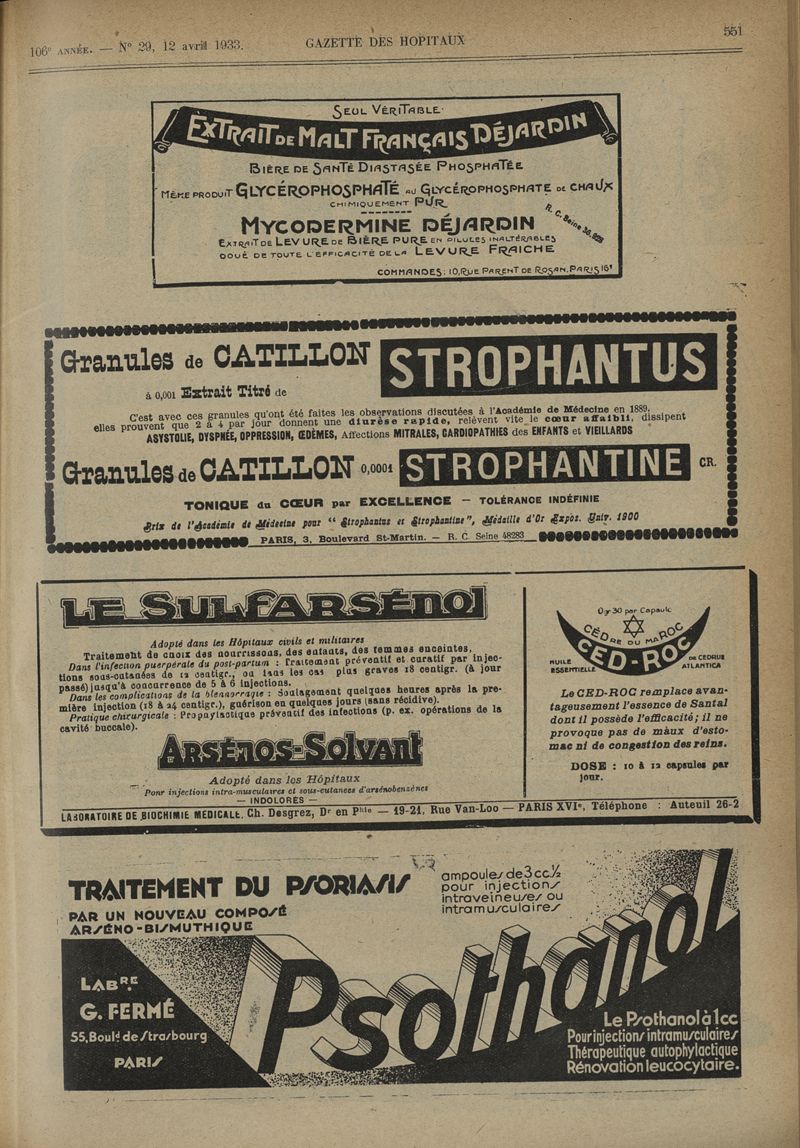 106e ANNÉE. — N° 29, 12 avril 1933.
GAZETTE DES HOPITAUX
551
SEUL VÉRITABLE
EXTRAIT DE MALT FRANÇAIS DÉJARDIN
BIÈRE DE SANTÉ DIASTASÉE PHOSPHATÉE
MÊME PRODUIT GLYCÉROPHOSPHATÉ AU GLYCÉROPHOSPHATE DE CHAUX
CHIMIQUEMENT PUR
MYCODERMINE DÉJARDIN
R. C. Seine 36,828
EXTRAIT DE LEVURE DE BIÈRE PURE EN PILULES INALTÉRABLES
DOUÉ DE TOUTE L'EFFICACITÉ DE LA LEVURE FRAICHE
COMMANDES: 10, RUE PARENT DE ROSAN, PARIS 16e
Granules de CATILLON STROPHANTUS
à 0,001 Extrait Titré de
C'est avec ces granules qu'ont été faites les observations discutées à l'Académie de Médecine en 1889,
elles prouvent que 2 à 4 par jour donnent une diurèse rapide, relèvent vite le cœur affaibli, dissipent
ASYSTOLIE, DYSPNÉE, OPPRESSION, ŒDÈMES, Affections MITRALES, CARDIOPATHIES des ENFANTS et VIEILLARDS
Granules de CATILLON 0,0001 STROPHANTINE CR.
TONIQUE du CŒUR par EXCELLENCE — TOLÉRANCE INDÉFINIE
Prix de l'Académie de Médecine pour "Strophantus et Strophantine", Médaille d'Or Expos. Univ. 1900
PARIS, 3, Boulevard St-Martin. — R. C. Seine 48283
LE SULFARSÉNOL
Adopté dans les Hôpitaux civils et militaires
Traitement de choix des nourrissons, des enfants, des femmes enceintes,
Dans l'infection puerpérale du post-partum : Traitement préventif et curatif par injec-
tions sous-cutanées de 12 centigr., ou dans les cas plus graves 18 centigr. (à jour
passé) jusqu'à concurrence de 5 à 6 injections.
Dans les complications de la blennorragie : Soulagement quelques heures après la pre-
mière injection (18 à 24 centigr.), guérison en quelques jours (sans récidive).
Pratique chirurgicale : Prophylactique préventif des infections (p. ex. opérations de la
cavité buccale).
ARSÉNOS-SOLVANT
Adopté dans les Hôpitaux
Pour injections intra-musculaires et sous-cutanées d'arsénobenzènes
— INDOLORES —
0 gr 30 par Capsule
CÈDRE DU MAROC
CED-ROC
HUILE
ESSENTIELLE
DE CEDRUS
ATLANTICA
Le CED-ROC remplace avan-
tageusement l'essence de Santal
dont il possède l'efficacité; il ne
provoque pas de maux d'esto-
mac ni de congestion des reins.
DOSE : 10 à 12 capsules par
jour.
LABORATOIRE DE BIOCHIMIE MEDICALE. Ch. Desgrez, Dr en Phie — 19-21, Rue Van-Loo — PARIS XVIe, Téléphone : Auteuil 26-2
TRAITEMENT DU PSORIASIS
PAR UN NOUVEAU COMPOSÉ
ARSÉNO-BISMUTHIQUE
ampoules de 3cc½
pour injections
intraveineuses ou
intramusculaires
Psothanol
LABRE.
G. FERMÉ
55, Bould de Strasbourg
PARIS
Le Psothanol à 1cc
Pour injections intramusculaires
Thérapeutique autophylactique
Rénovation leucocytaire.